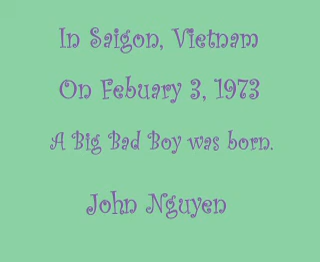 In Saigon, Vietnam
On Febuary 3, 1973
A Big Bad Boy was born.
John Nguyen